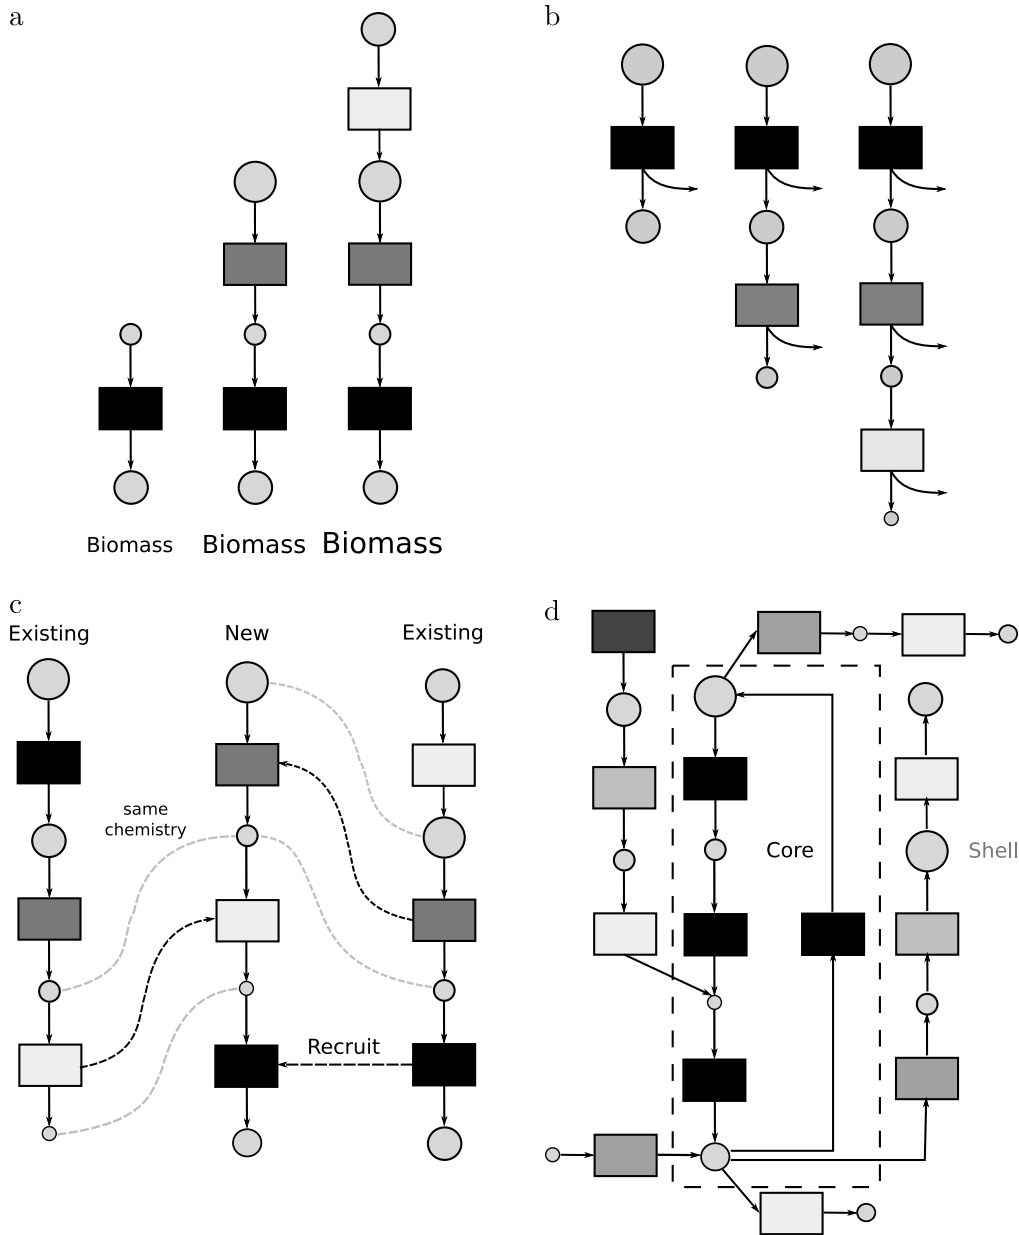 a
b
Biomass Biomass Biomass
c
d
Existing New Existing
same
chemistry
Core
Shell
Recruit